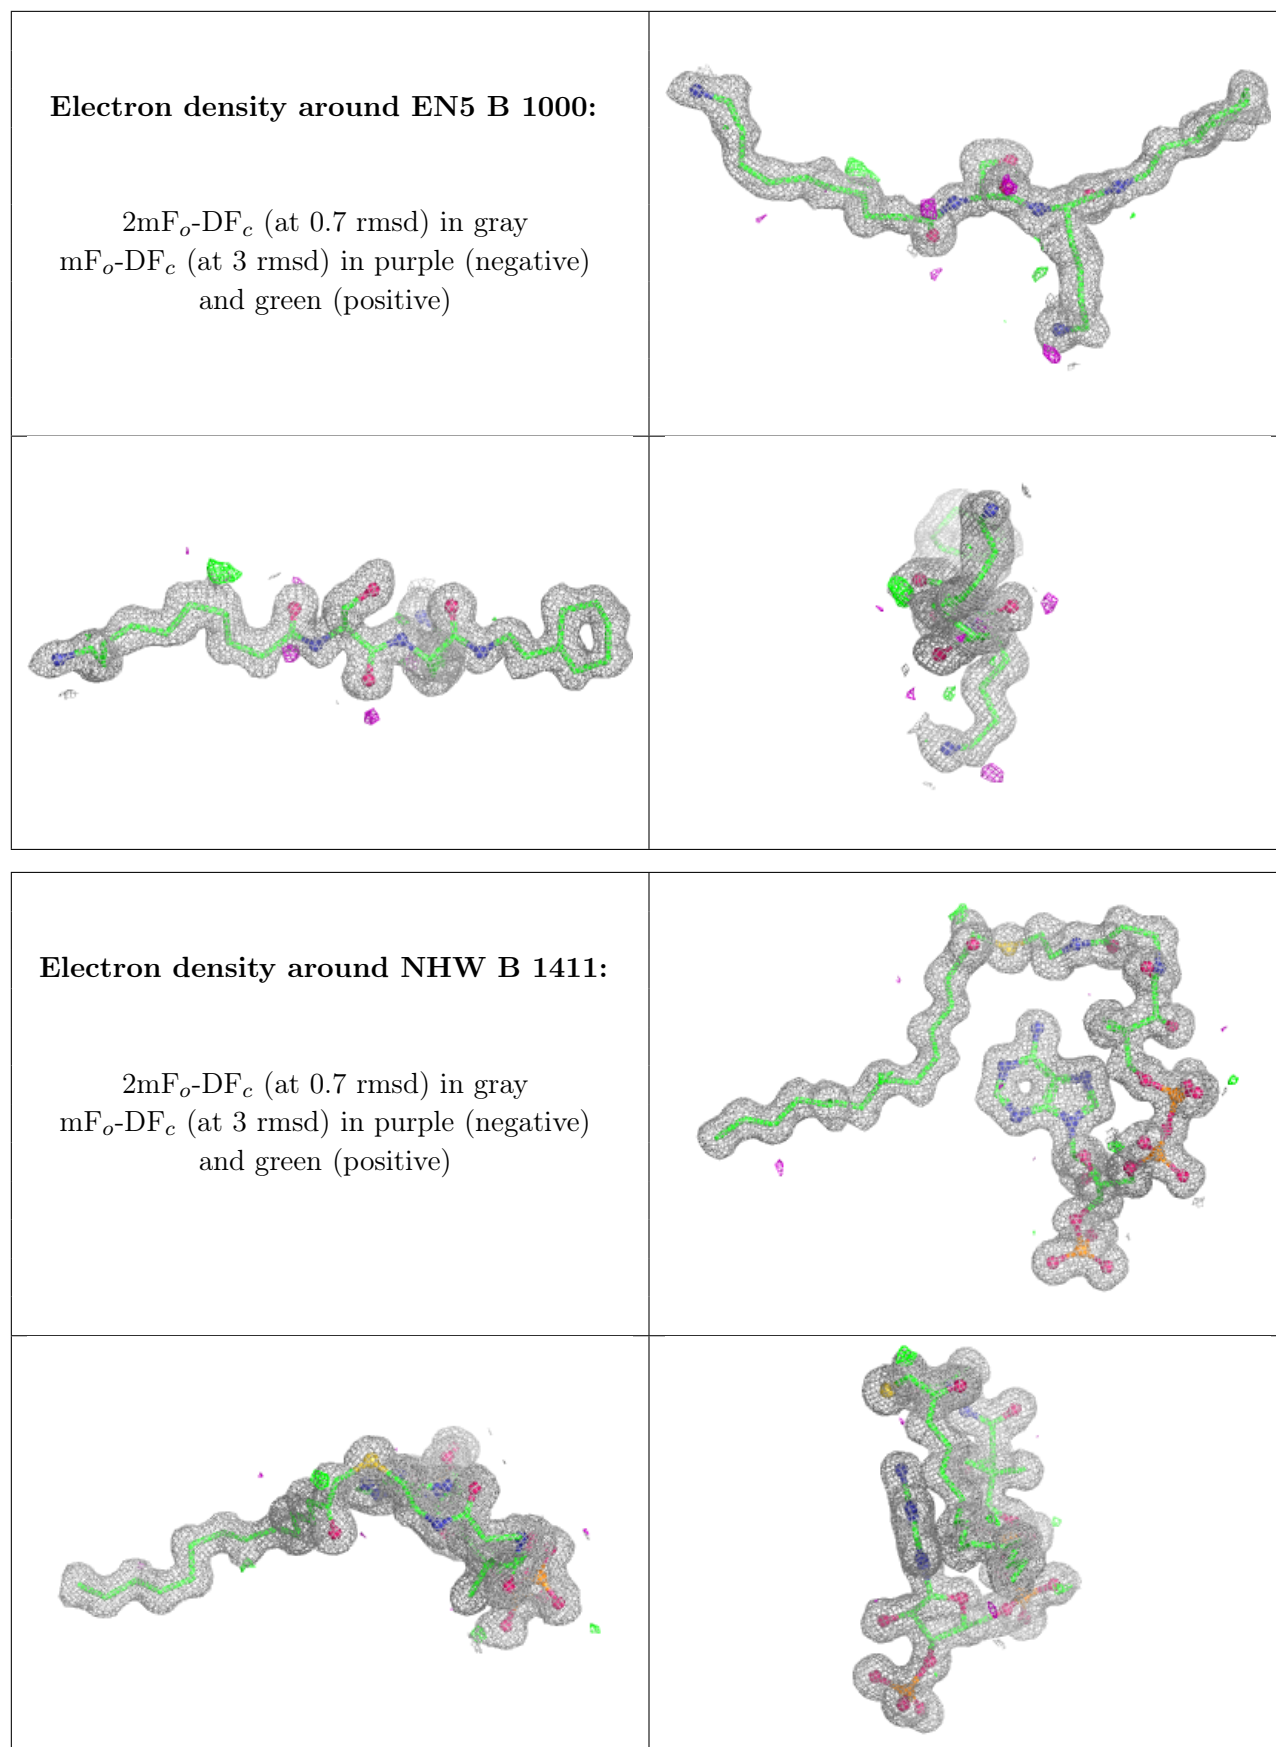 Electron density around EN5 B 1000:
2mFo-DFc (at 0.7 rmsd) in gray
mFo-DFc (at 3 rmsd) in purple (negative)
and green (positive)
Electron density around NHW B 1411:
2mFo-DFc (at 0.7 rmsd) in gray
mFo-DFc (at 3 rmsd) in purple (negative)
and green (positive)